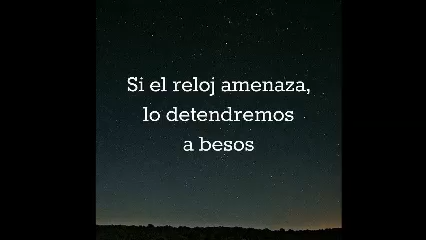 Si el reloj amenaza,
lo detendremos
a besos